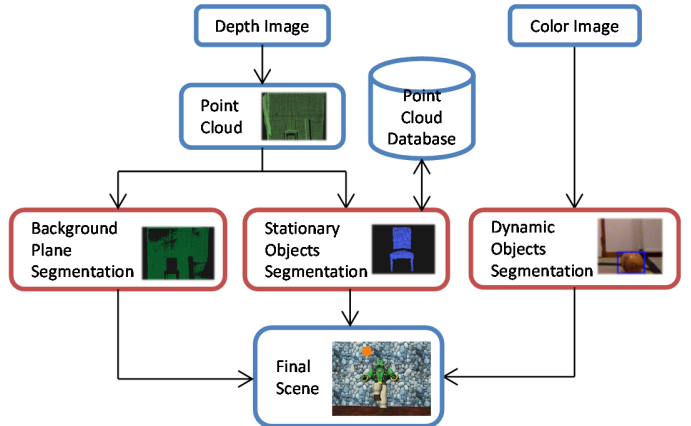 Depth Image
Color Image
Point
Cloud
Point
Cloud
Database
Background
Plane
Segmentation
Stationary
Objects
Segmentation
Dynamic
Objects
Segmentation
Final
Scene